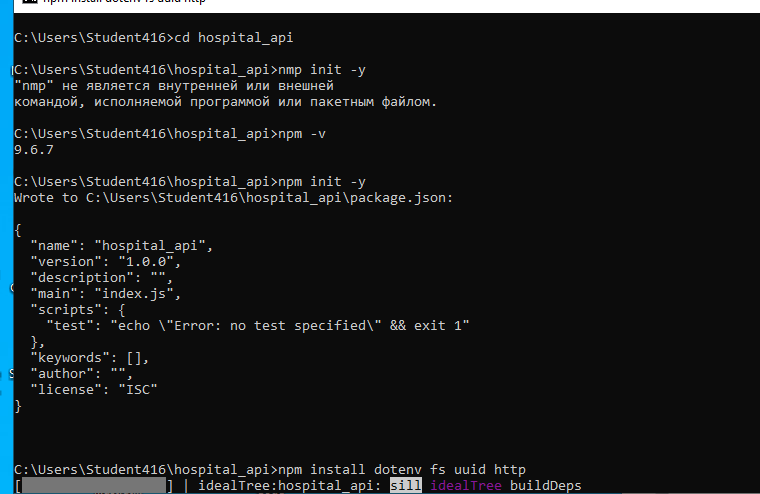 npm install dotenv fs uuid http
C:\Users\Student416>cd hospital_api
C:\Users\Student416\hospital_api>nmp init -y
"nmp" не является внутренней или внешней
командой, исполняемой программой или пакетным файлом.
C:\Users\Student416\hospital_api>npm -v
9.6.7
C:\Users\Student416\hospital_api>npm init -y
Wrote to C:\Users\Student416\hospital_api\package.json:
{
  "name": "hospital_api",
  "version": "1.0.0",
  "description": "",
  "main": "index.js",
  "scripts": {
    "test": "echo \"Error: no test specified\" && exit 1"
  },
  "keywords": [],
  "author": "",
  "license": "ISC"
}
C:\Users\Student416\hospital_api>npm install dotenv fs uuid http
[] | idealTree:hospital_api: sill idealTree buildDeps